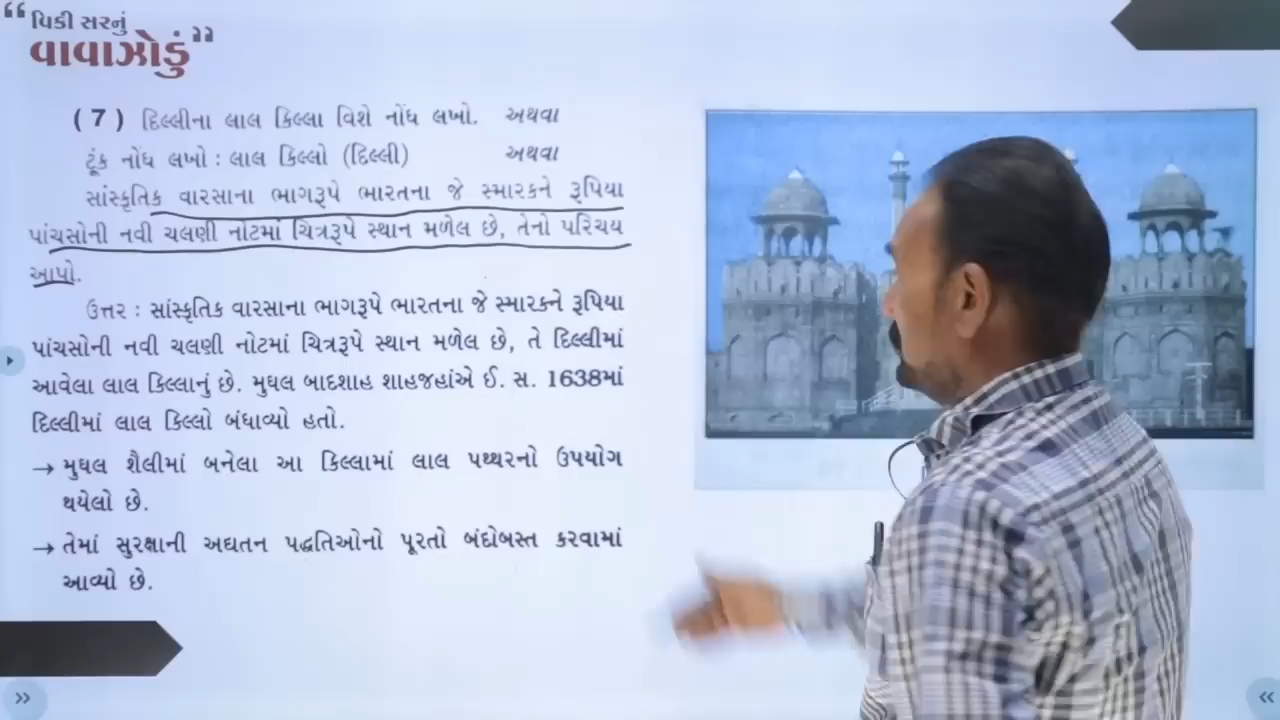 “વિકી સરનું
વાવાઝોડું”
( 7 ) દિલ્લીના લાલ કિલ્લા વિશે નોંધ લખો. અથવા
ટૂંક નોંધ લખો : લાલ કિલ્લો (દિલ્લી) અથવા
સાંસ્કૃતિક વારસાના ભાગરૂપે ભારતના જે સ્મારકને રૂપિયા
પાંચસોની નવી ચલણી નોટમાં ચિત્રરૂપે સ્થાન મળેલ છે, તેનો પરિચય
આપો.
ઉત્તર : સાંસ્કૃતિક વારસાના ભાગરૂપે ભારતના જે સ્મારકને રૂપિયા
પાંચસોની નવી ચલણી નોટમાં ચિત્રરૂપે સ્થાન મળેલ છે, તે દિલ્લીમાં
આવેલા લાલ કિલ્લાનું છે. મુઘલ બાદશાહ શાહજહાંએ ઈ. સ. 1638માં
દિલ્લીમાં લાલ કિલ્લો બંધાવ્યો હતો.
→ મુઘલ શૈલીમાં બનેલા આ કિલ્લામાં લાલ પથ્થરનો ઉપયોગ
થયેલો છે.
→ તેમાં સુરક્ષાની અદ્યતન પદ્ધતિઓનો પૂરતો બંદોબસ્ત કરવામાં
આવ્યો છે.